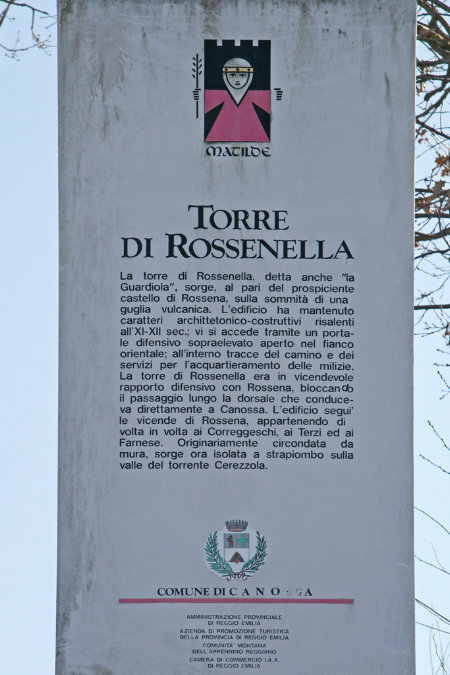 MATILDE
TORRE
DI ROSSENELLA
La torre di Rossenella, detta anche "la
Guardiola", sorge, al pari del prospiciente
castello di Rossena, sulla sommità di una
guglia vulcanica. L'edificio ha mantenuto
caratteri archittetonico-costruttivi risalenti
all'XI-XII sec.; vi si accede tramite un porta-
le difensivo sopraelevato aperto nel fianco
orientale; all'interno tracce del camino e dei
servizi per l'acquartieramento delle milizie.
La torre di Rossenella era in vicendevole
rapporto difensivo con Rossena, bloccando
il passaggio lungo la dorsale che conduce-
va direttamente a Canossa. L'edificio segui'
le vicende di Rossena, appartenendo di
volta in volta ai Correggeschi, ai Terzi ed ai
Farnese. Originariamente circondata da
mura, sorge ora isolata a strapiombo sulla
valle del torrente Cerezzola.
COMUNE DI CANOSSA
AMMINISTRAZIONE PROVINCIALE
DI REGGIO EMILIA
AZIENDA DI PROMOZIONE TURISTICA
DELLA PROVINCIA DI REGGIO EMILIA
COMUNITA' MONTANA
DELL'APPENNINO REGGIANO
CAMERA DI COMMERCIO I.A.A.
DI REGGIO EMILIA